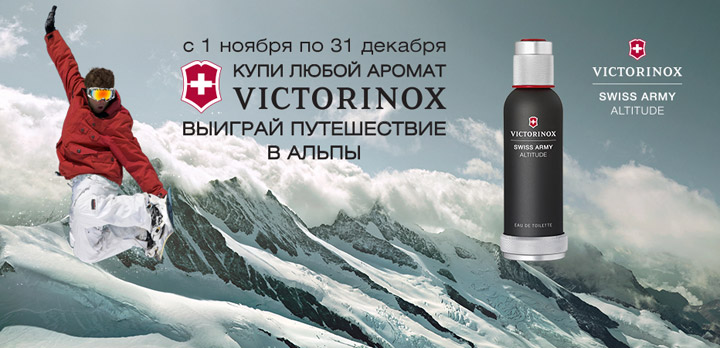 с 1 ноября по 31 декабря
КУПИ ЛЮБОЙ АРОМАТ
VICTORINOX
ВЫИГРАЙ ПУТЕШЕСТВИЕ
В АЛЬПЫ
VICTORINOX
SWISS ARMY
ALTITUDE
EAU DE TOILETTE
VICTORINOX
SWISS ARMY
ALTITUDE